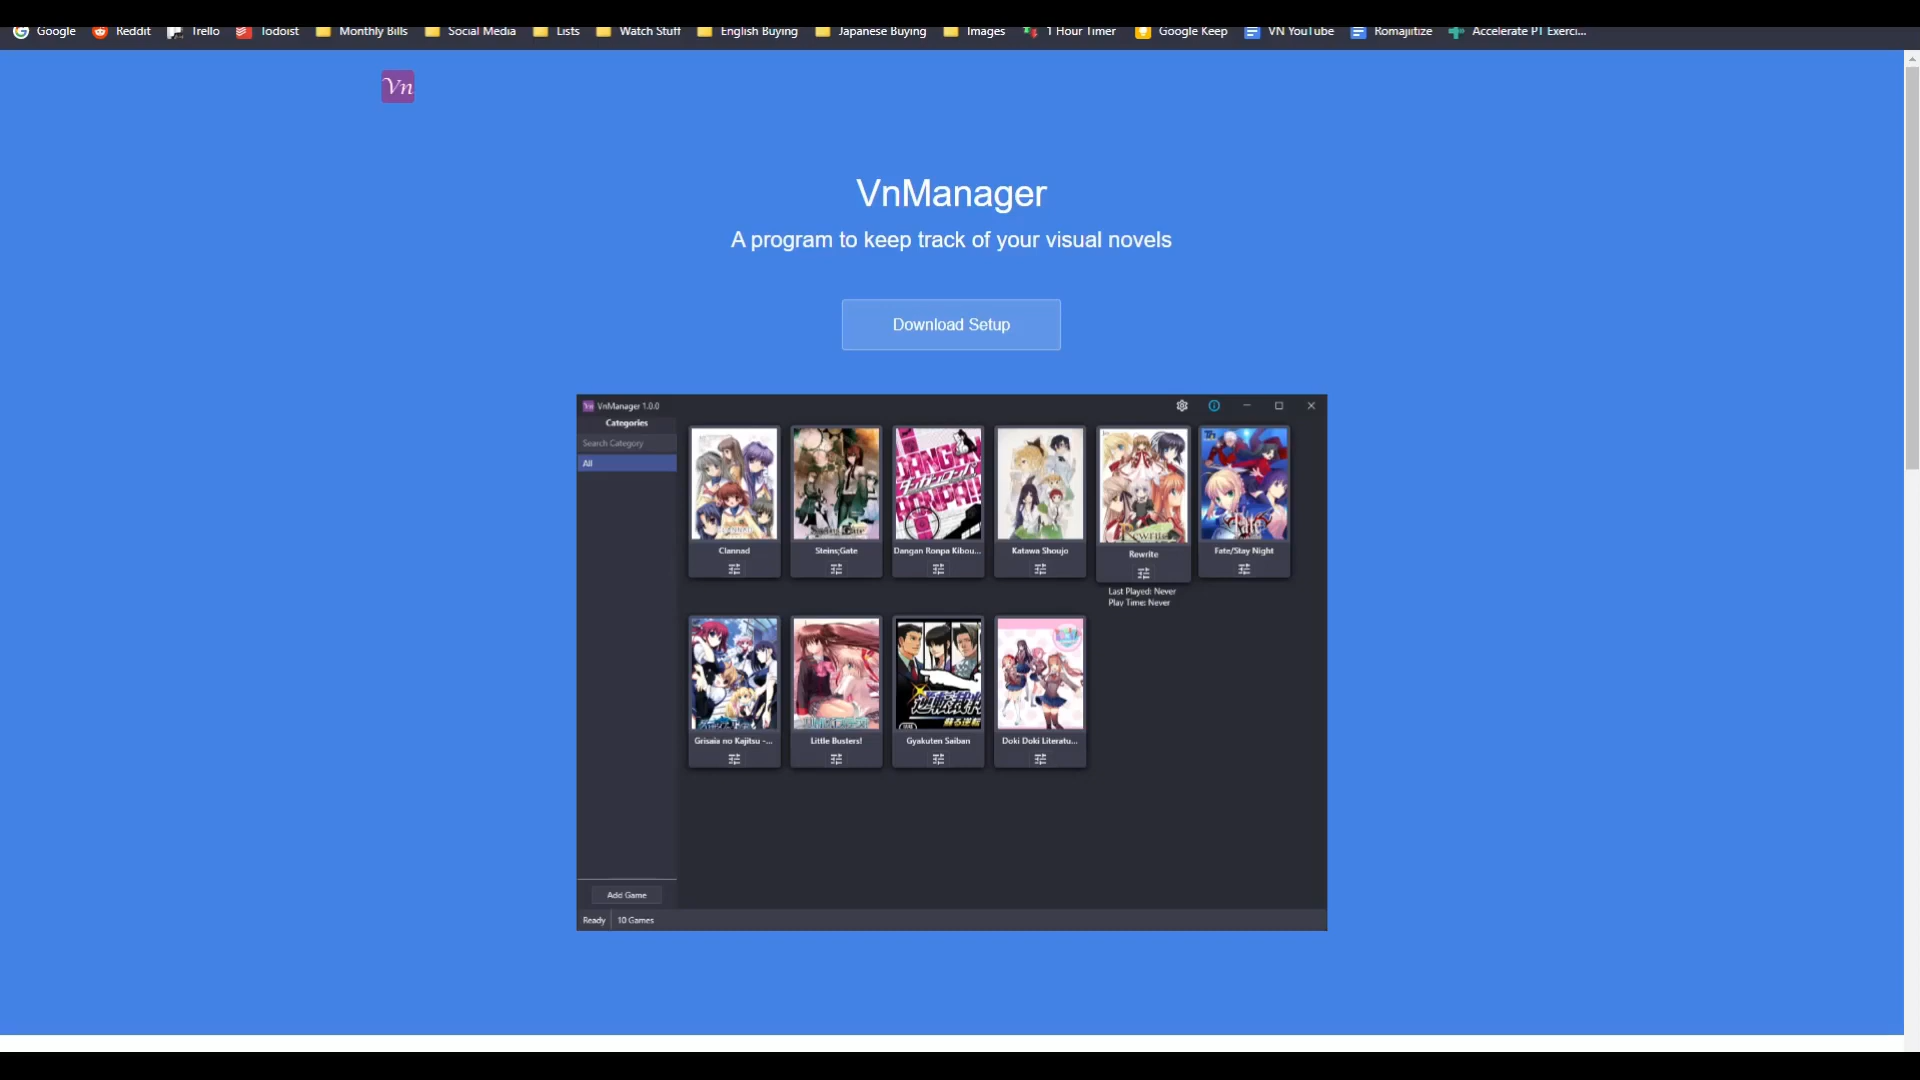 Google Reddit Trello Todoist Monthly Bills Social Media Lists Watch Stuff English Buying Japanese Buying Images 1 Hour Timer Google Keep VN YouTube Romajiitize Accelerate PT Exerci...
Vn
VnManager
A program to keep track of your visual novels
Download Setup
VnManager 1.0.0
Categories
Search Category
All
Clannad Steins;Gate Dangan Ronpa Kibou... Katawa Shoujo Rewrite Fate/Stay Night
Last Played: Never
Play Time: Never
Grisaia no Kajitsu -... Little Busters! Gyakuten Saiban Doki Doki Literatu...
Add Game
Ready 10 Games